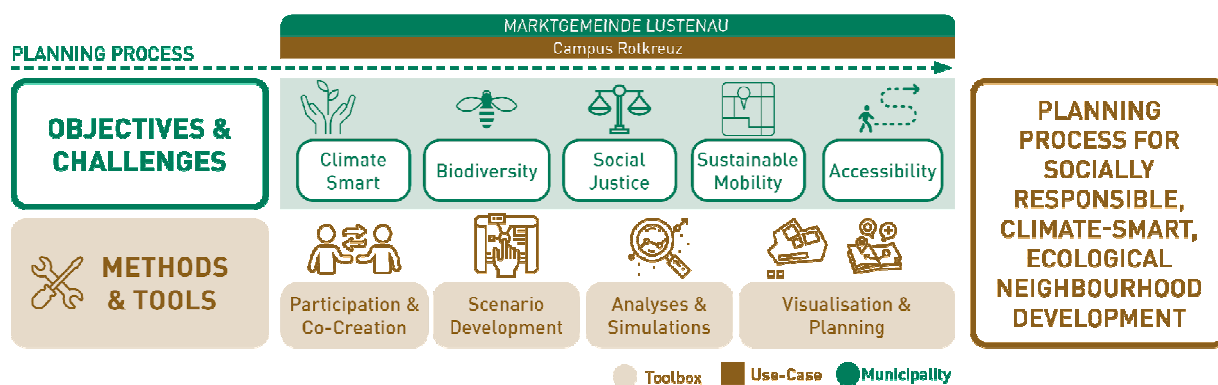 MARKTGEMEINDE LUSTENAU
Campus Rotkreuz
PLANNING PROCESS
OBJECTIVES &
CHALLENGES
Climate
Smart
Biodiversity
Social
Justice
Sustainable
Mobility
Accessibility
METHODS
& TOOLS
Participation &
Co-Creation
Scenario
Development
Analyses &
Simulations
Visualisation &
Planning
PLANNING
PROCESS FOR
SOCIALLY
RESPONSIBLE,
CLIMATE-SMART,
ECOLOGICAL
NEIGHBOURHOOD
DEVELOPMENT
Toolbox
Use-Case
Municipality